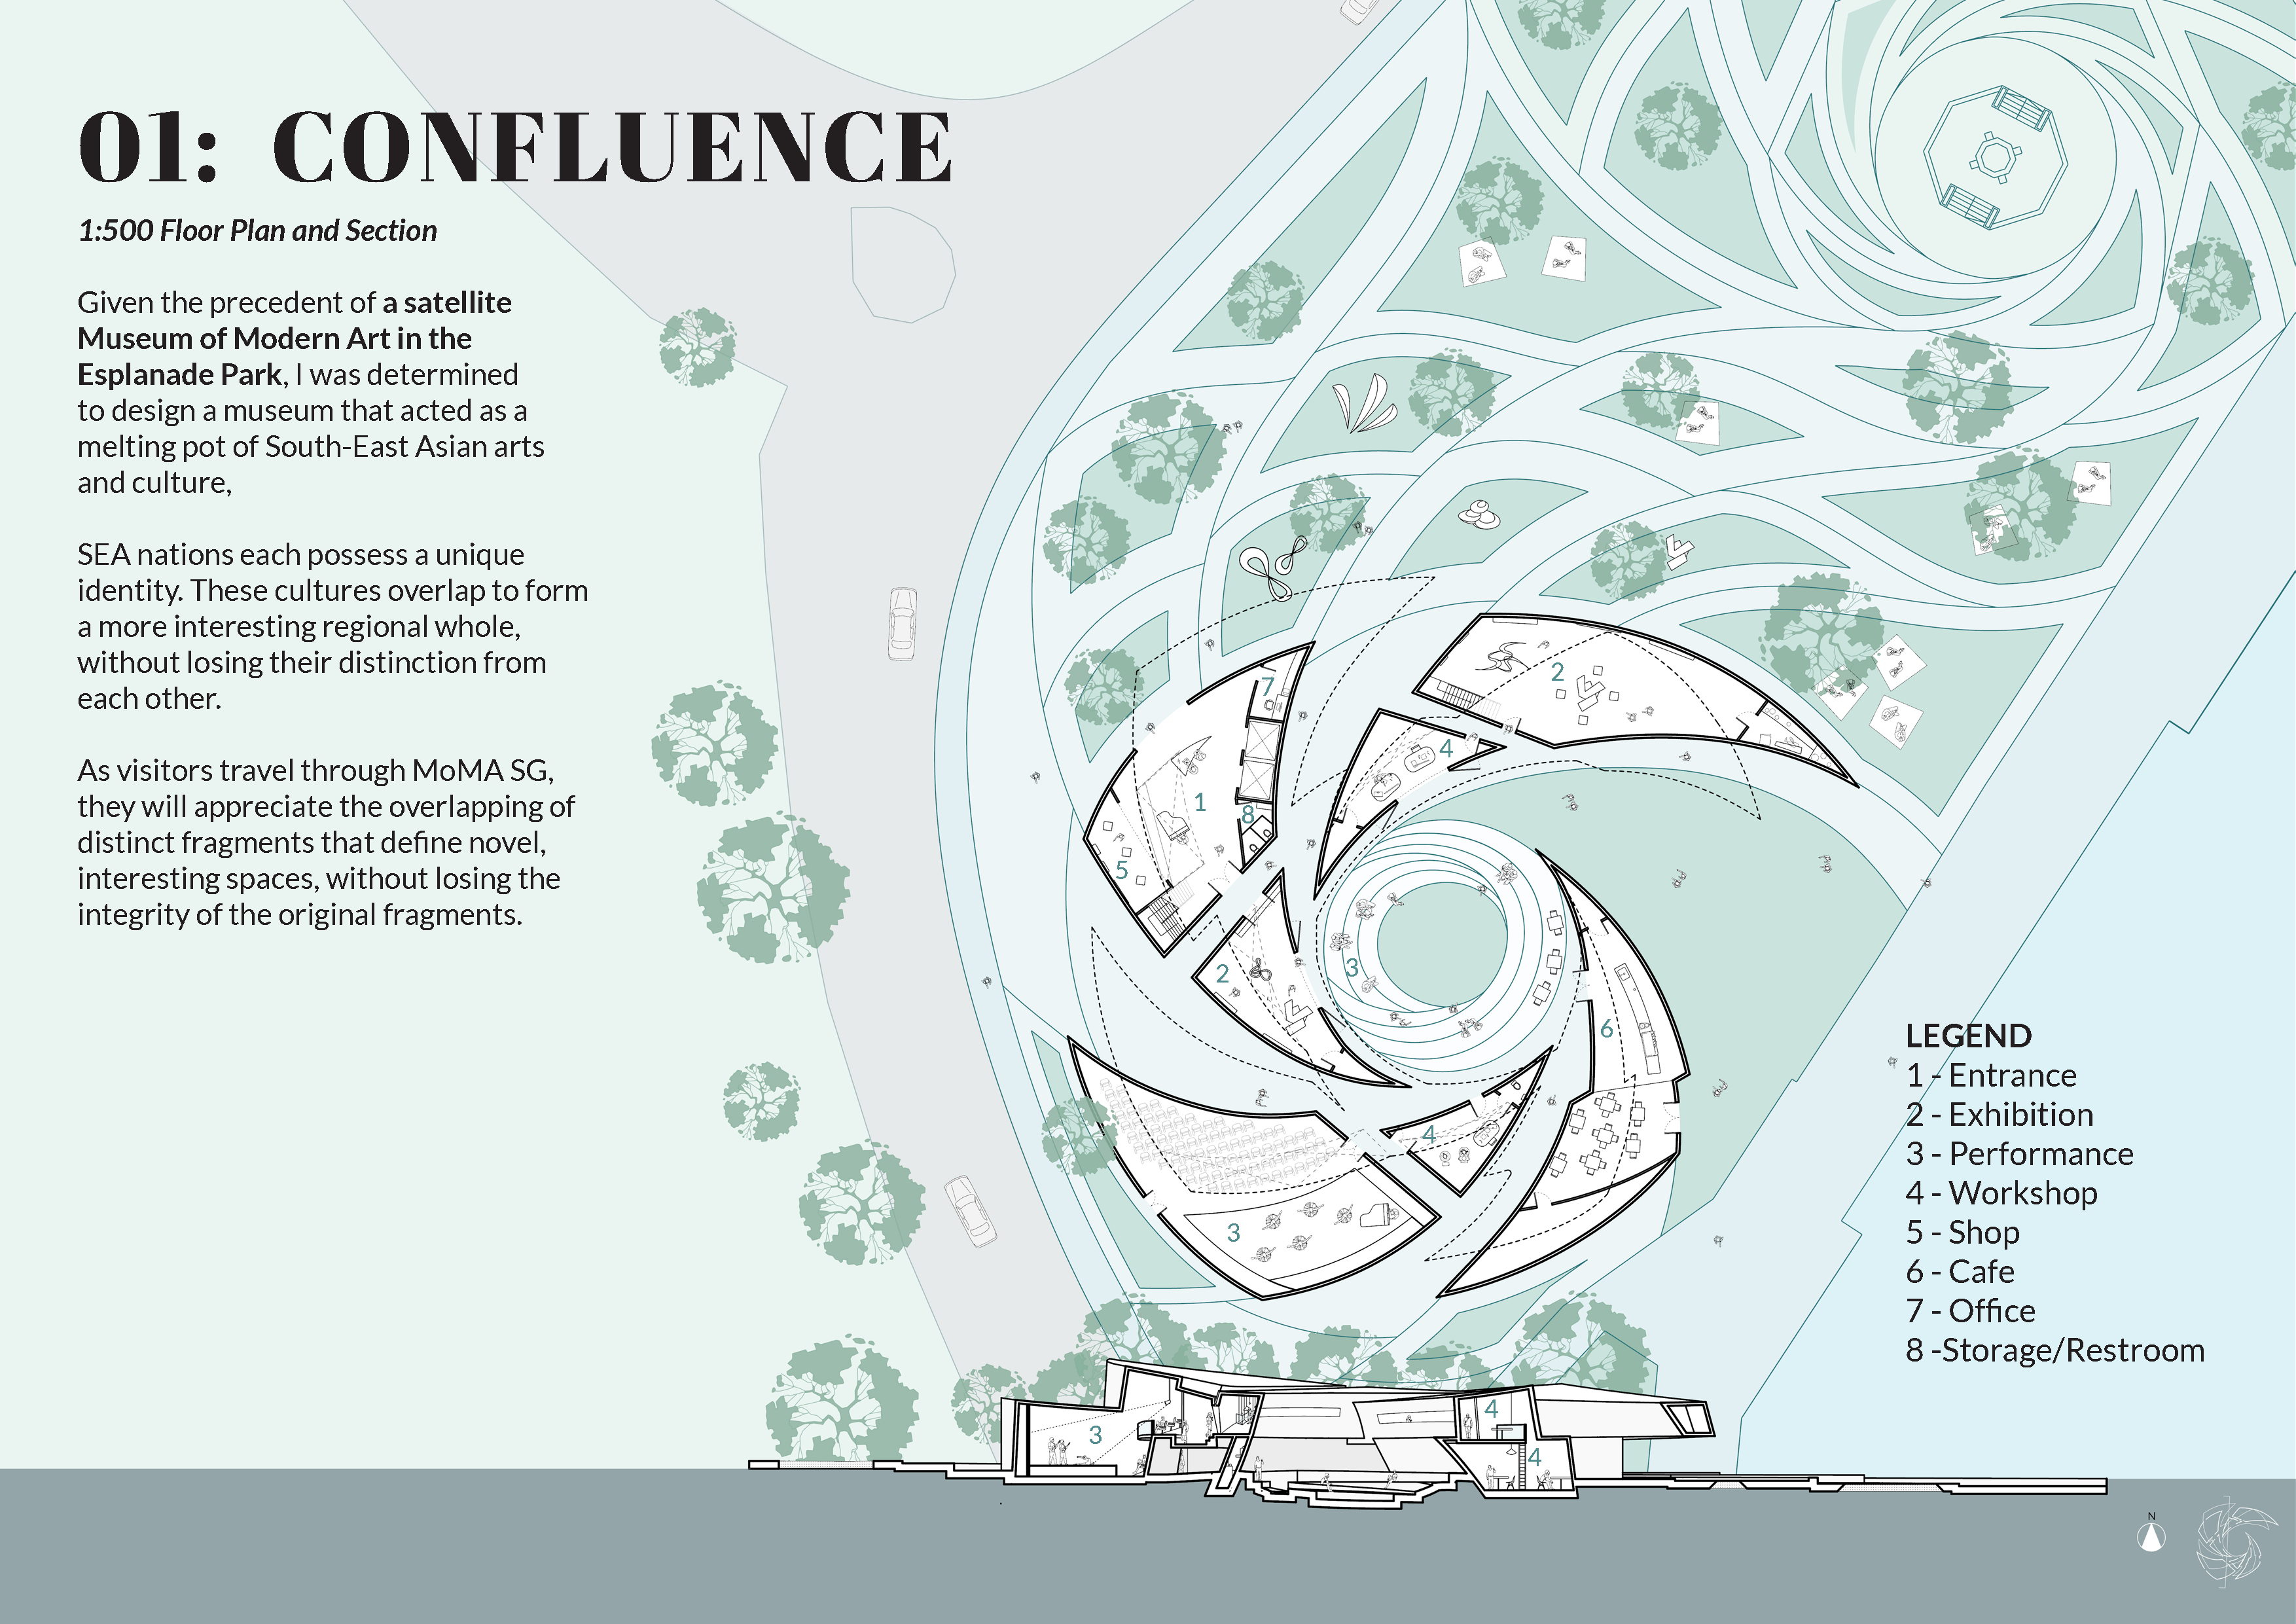 01: CONFLUENCE
1:500 Floor Plan and Section
Given the precedent of a satellite
Museum of Modern Art in the
Esplanade Park, I was determined
to design a museum that acted as a
melting pot of South-East Asian arts
and culture,
SEA nations each possess a unique
identity. These cultures overlap to form
a more interesting regional whole,
without losing their distinction from
each other.
As visitors travel through MoMA SG,
they will appreciate the overlapping of
distinct fragments that define novel,
interesting spaces, without losing the
integrity of the original fragments.
2
7
4
1
8
5
2
3
6
4
3
LEGEND
1 - Entrance
2 - Exhibition
3 - Performance
4 - Workshop
5 - Shop
6 - Cafe
7 - Office
8 -Storage/Restroom
4
3
4
N